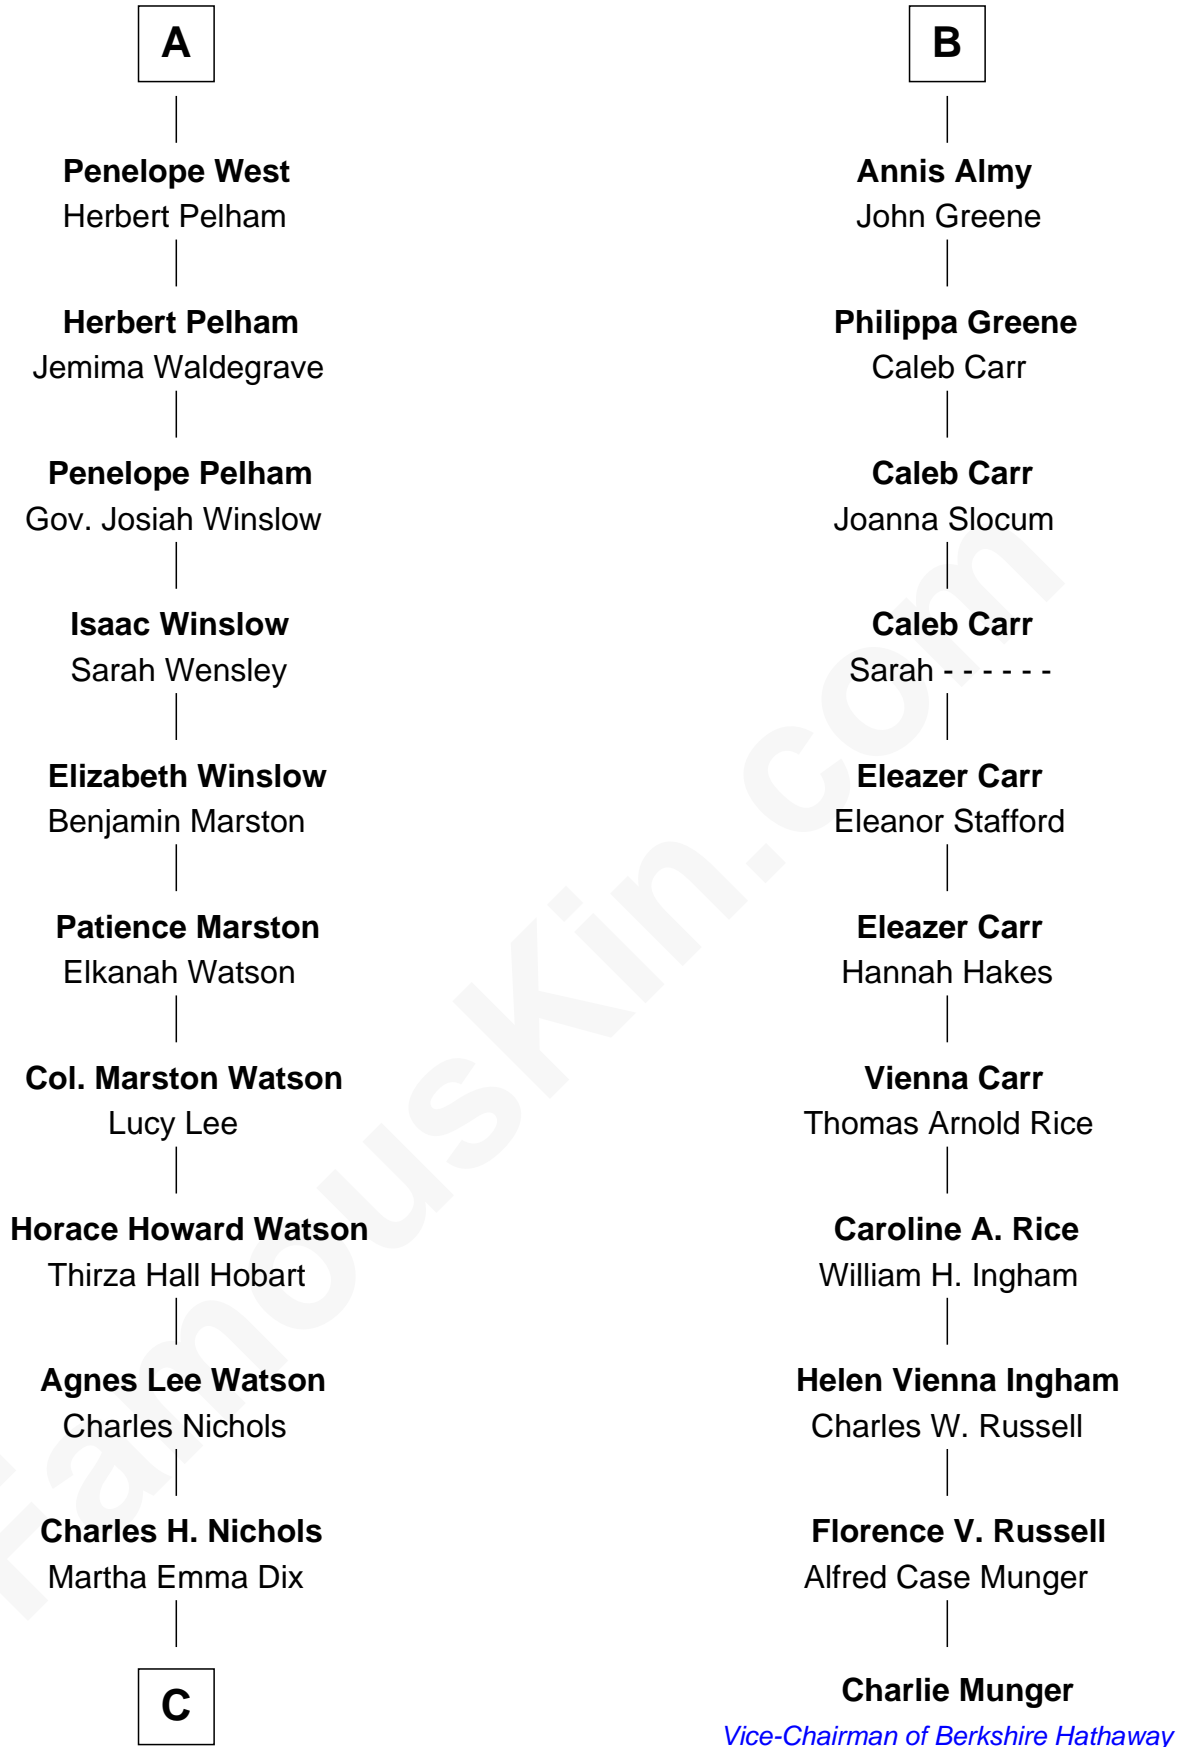 A
Penelope West
Herbert Pelham
Herbert Pelham
Jemima Waldegrave
Penelope Pelham
Gov. Josiah Winslow
Isaac Winslow
Sarah Wensley
Elizabeth Winslow
Benjamin Marston
Patience Marston
Elkanah Watson
Col. Marston Watson
Lucy Lee
Horace Howard Watson
Thirza Hall Hobart
Agnes Lee Watson
Charles Nichols
Charles H. Nichols
Martha Emma Dix
C
B
Annis Almy
John Greene
Philippa Greene
Caleb Carr
Caleb Carr
Joanna Slocum
Caleb Carr
Sarah - - - - - -
Eleazer Carr
Eleanor Stafford
Eleazer Carr
Hannah Hakes
Vienna Carr
Thomas Arnold Rice
Caroline A. Rice
William H. Ingham
Helen Vienna Ingham
Charles W. Russell
Florence V. Russell
Alfred Case Munger
Charlie Munger
Vice-Chairman of Berkshire Hathaway
FamousKin.com